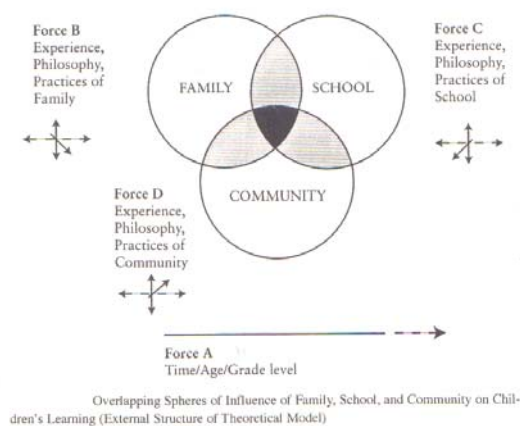 Force B
Experience,
Philosophy,
Practices of
Family
FAMILY
SCHOOL
Force C
Experience,
Philosophy,
Practices of
School
COMMUNITY
Force D
Experience,
Philosophy,
Practices of
Community
Force A
Time/Age/Grade level
Overlapping Spheres of Influence of Family, School, and Community on Chil-
dren's Learning (External Structure of Theoretical Model)